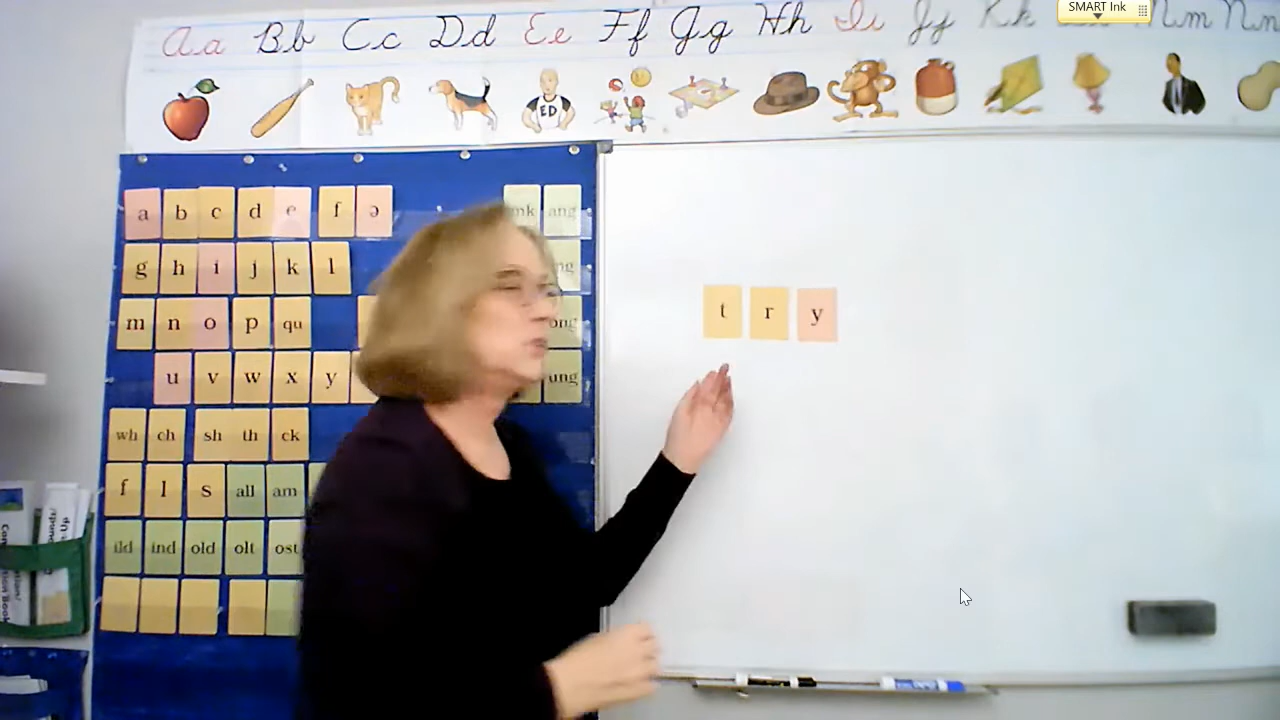 SMART Ink
Aa Bb Cc Dd Ee Ff Gg Hh Ii Jj Kk Mm Nn
ED
a b c d e f ə ang
g h i j k l
m n o p qu
u v w x y ung
t r y
wh ch sh th ck
f l s all am
ild ind old olt ost